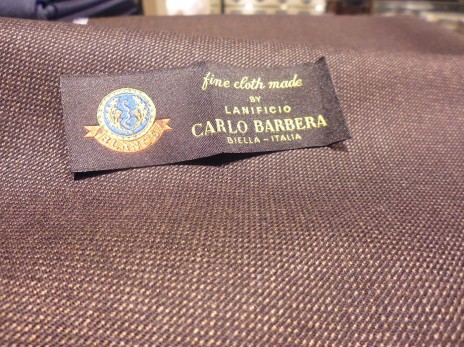 fine cloth made
BY
LANIFICIO
CARLO BARBERA
BIELLA - ITALIA